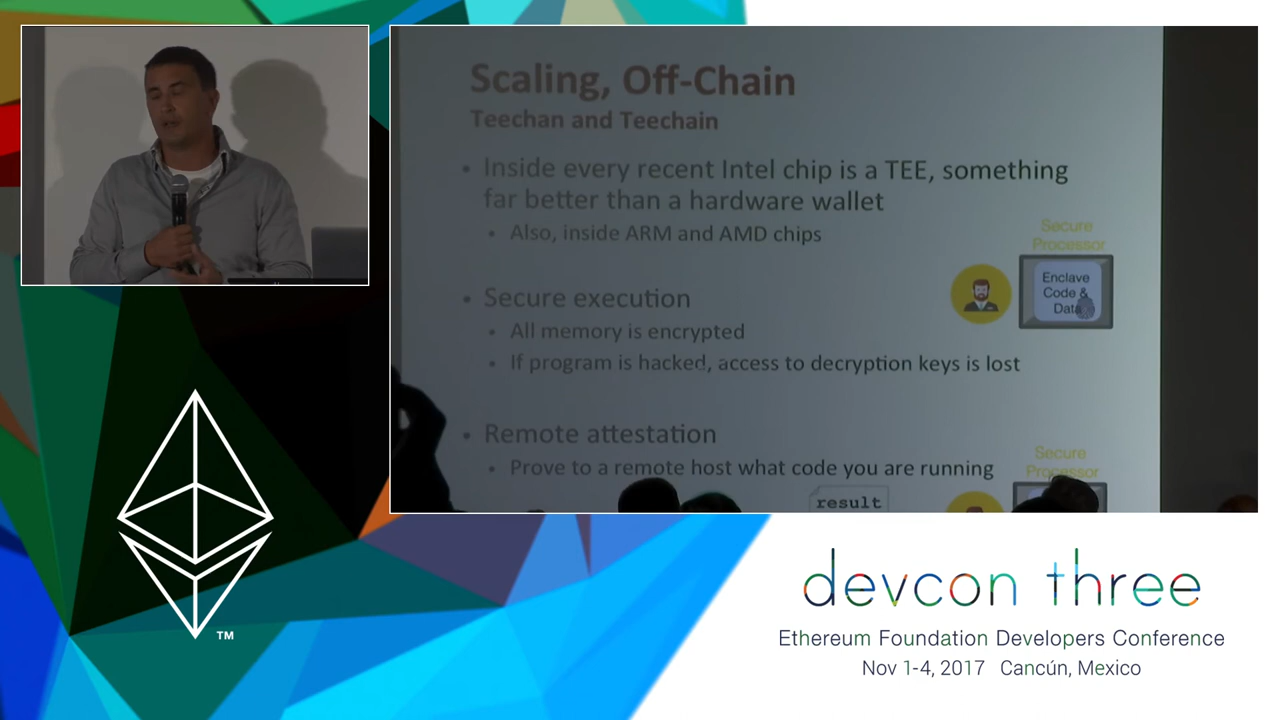 Scaling, Off-Chain
Teechan and Teechain
• Inside every recent Intel chip is a TEE, something
far better than a hardware wallet
• Also, inside ARM and AMD chips
Secure
Processor
Enclave
Code &
Data
• Secure execution
• All memory is encrypted
• If program is hacked, access to decryption keys is lost
• Remote attestation
• Prove to a remote host what code you are running
Secure
Processor
result
TM
devcon three
Ethereum Foundation Developers Conference
Nov 1-4, 2017 Cancún, Mexico